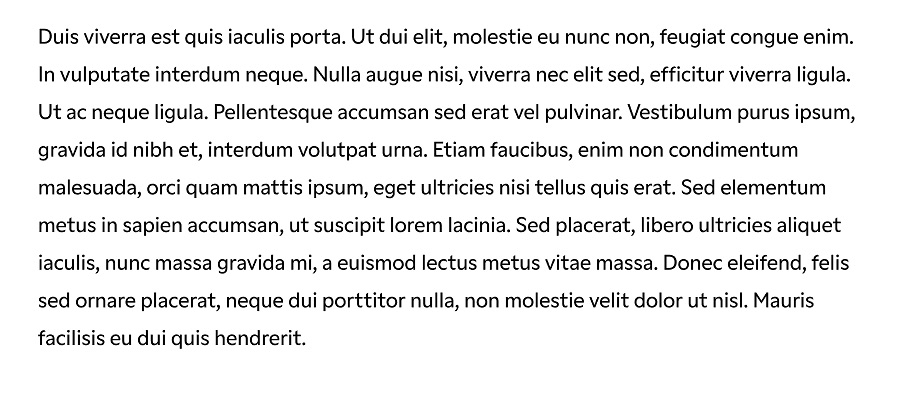 Duis viverra est quis iaculis porta. Ut dui elit, molestie eu nunc non, feugiat congue enim.
In vulputate interdum neque. Nulla augue nisi, viverra nec elit sed, efficitur viverra ligula.
Ut ac neque ligula. Pellentesque accumsan sed erat vel pulvinar. Vestibulum purus ipsum,
gravida id nibh et, interdum volutpat urna. Etiam faucibus, enim non condimentum
malesuada, orci quam mattis ipsum, eget ultricies nisi tellus quis erat. Sed elementum
metus in sapien accumsan, ut suscipit lorem lacinia. Sed placerat, libero ultricies aliquet
iaculis, nunc massa gravida mi, a euismod lectus metus vitae massa. Donec eleifend, felis
sed ornare placerat, neque dui porttitor nulla, non molestie velit dolor ut nisl. Mauris
facilisis eu dui quis hendrerit.